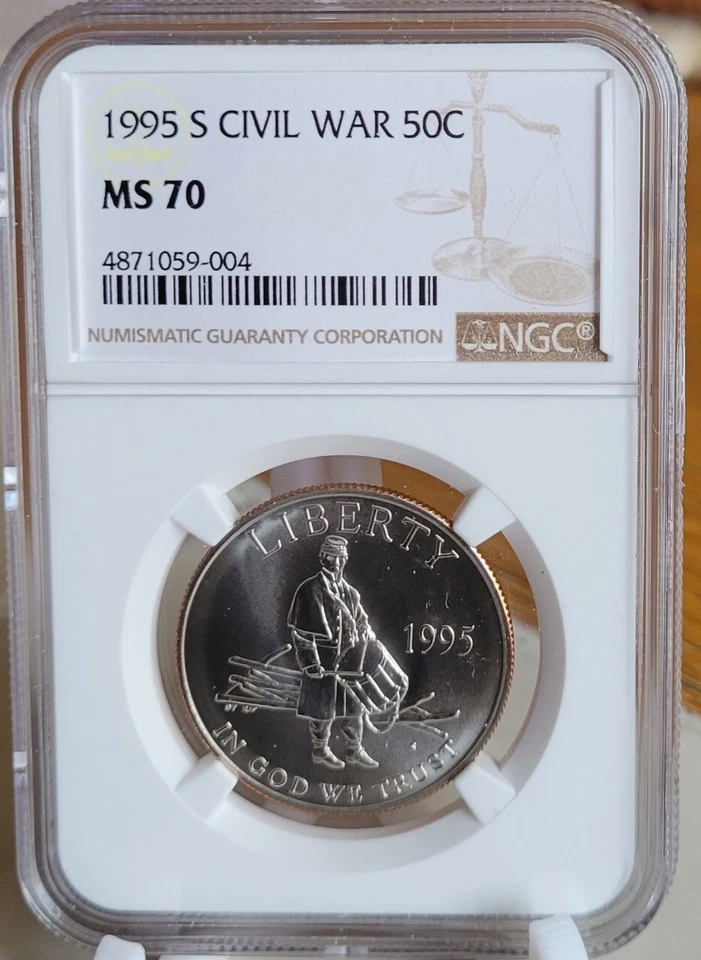 1995 S CIVIL WAR 50C
MS 70
4871059-004
NUMISMATIC GUARANTY CORPORATION
NGC®
LIBERTY
1995
IN GOD WE TRUST